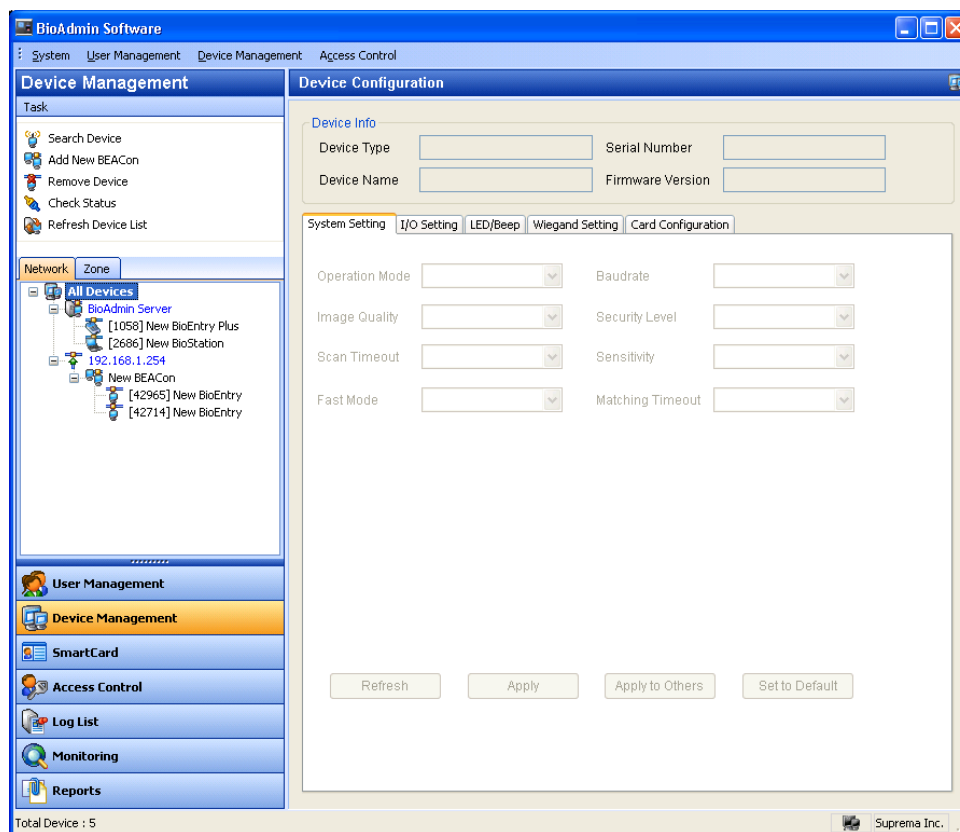 BioAdmin Software
System User Management Device Management Access Control
Device Management
Task
Search Device
Add New BEACon
Remove Device
Check Status
Refresh Device List
Network Zone
All Devices
BioAdmin Server
[1058] New BioEntry Plus
[2686] New BioStation
192.168.1.254
New BEACon
[42965] New BioEntry
[42714] New BioEntry
User Management
Device Management
SmartCard
Access Control
Log List
Monitoring
Reports
Device Configuration
Device Info
Device Type Serial Number
Device Name Firmware Version
System Setting I/O Setting LED/Beep Wiegand Setting Card Configuration
Operation Mode Baudrate
Image Quality Security Level
Scan Timeout Sensitivity
Fast Mode Matching Timeout
Refresh Apply Apply to Others Set to Default
Total Device : 5 Suprema Inc.